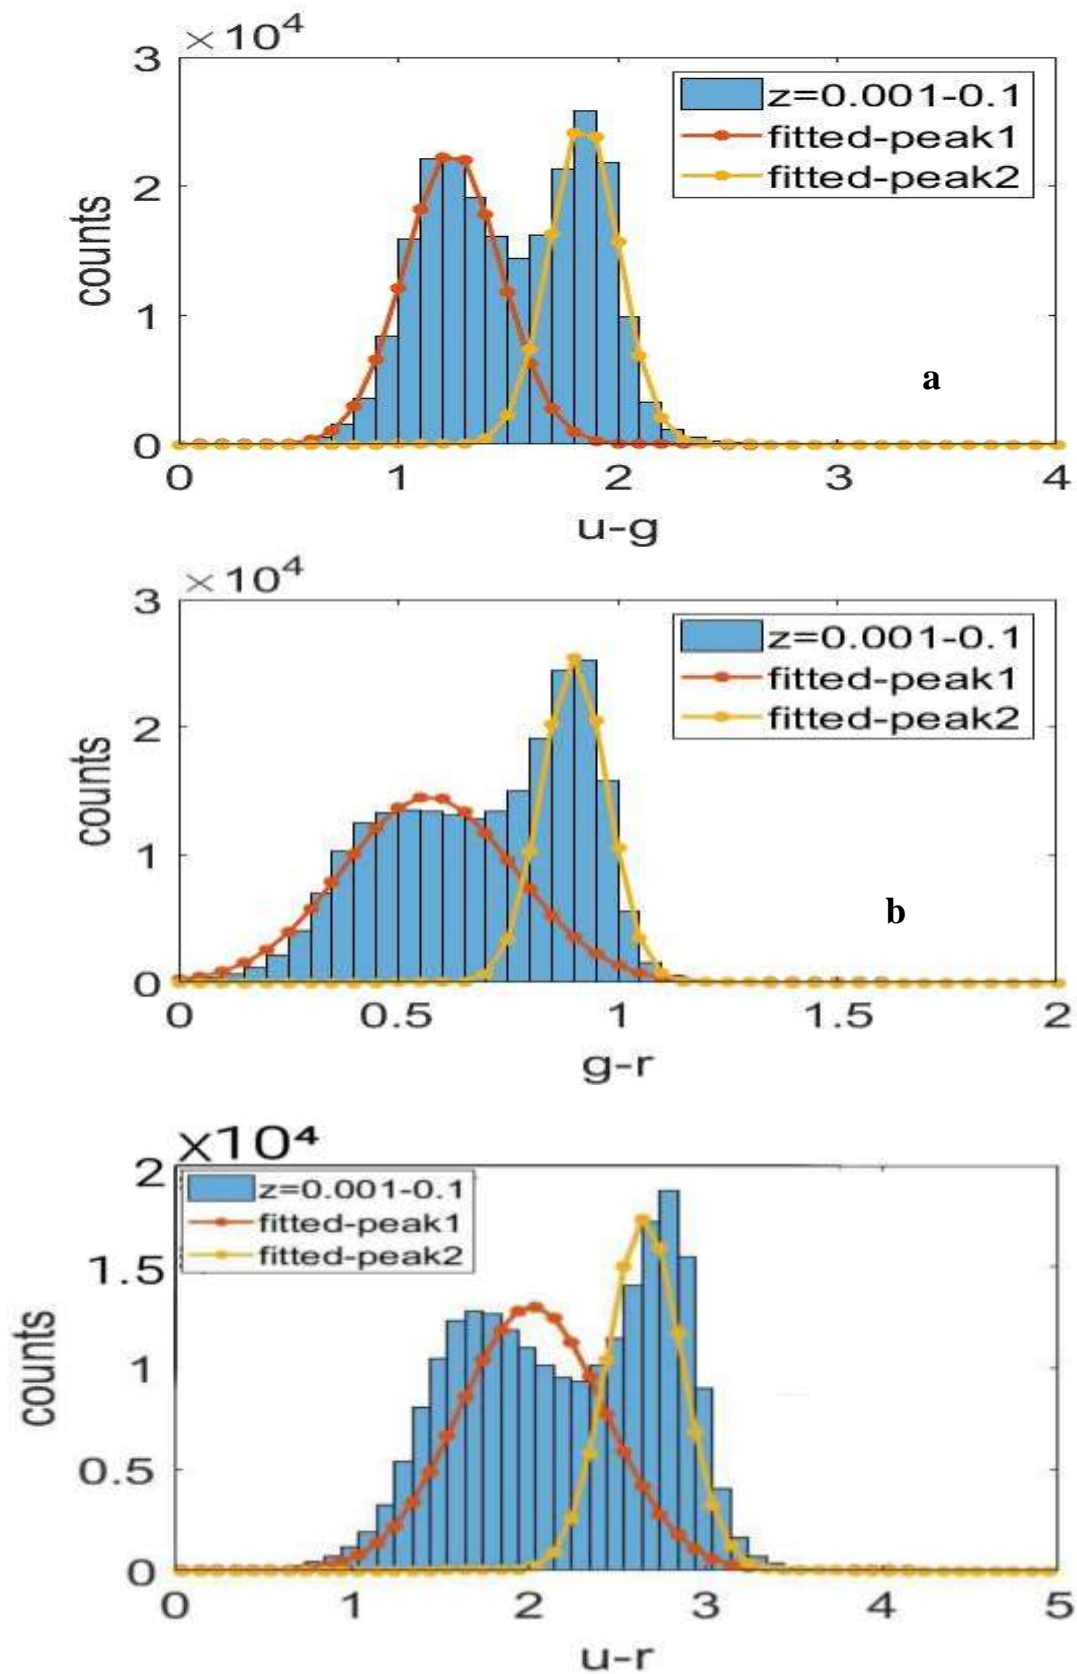 ×10⁴
3
2
1
0
counts
z=0.001-0.1
fitted-peak1
fitted-peak2
a
0 1 2 3 4
u-g
×10⁴
3
2
1
0
counts
z=0.001-0.1
fitted-peak1
fitted-peak2
b
0 0.5 1 1.5 2
g-r
×10⁴
2
1.5
1
0.5
0
counts
z=0.001-0.1
fitted-peak1
fitted-peak2
0 1 2 3 4 5
u-r